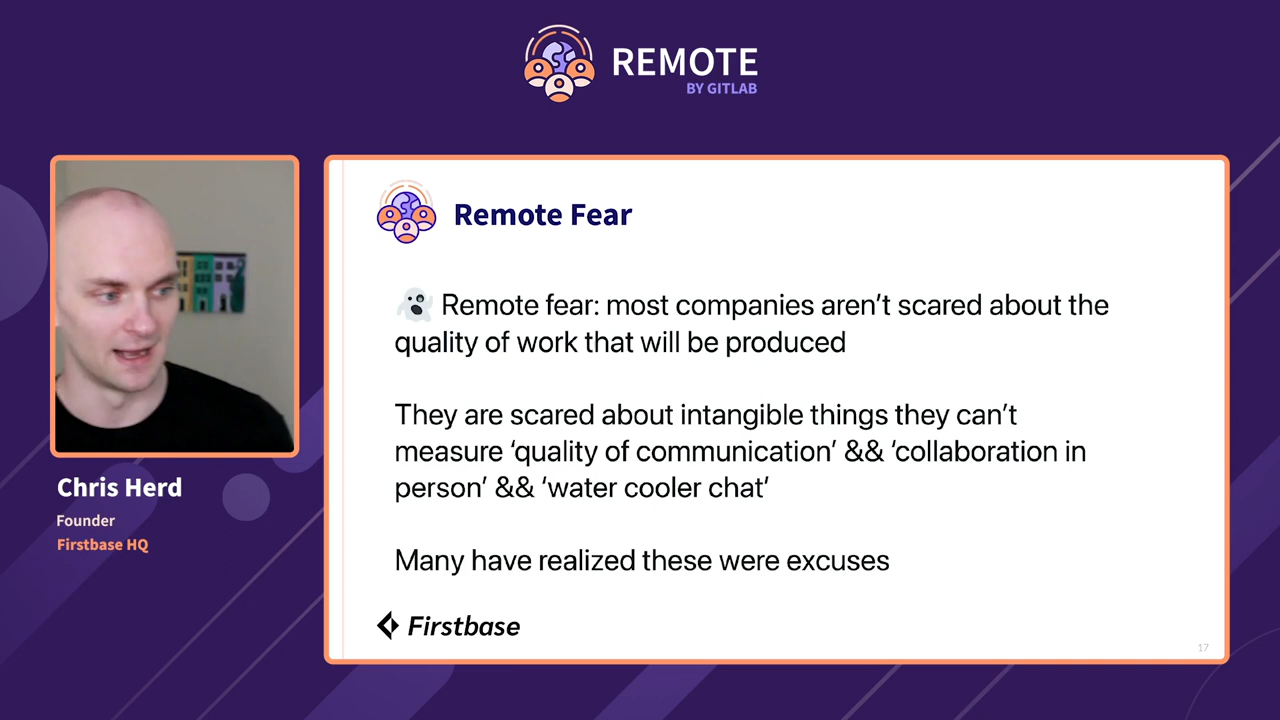 REMOTE
BY GITLAB
Remote Fear
Remote fear: most companies aren’t scared about the
quality of work that will be produced
They are scared about intangible things they can’t
measure ‘quality of communication’ && ‘collaboration in
person’ && ‘water cooler chat’
Many have realized these were excuses
Firstbase
17
Chris Herd
Founder
Firstbase HQ